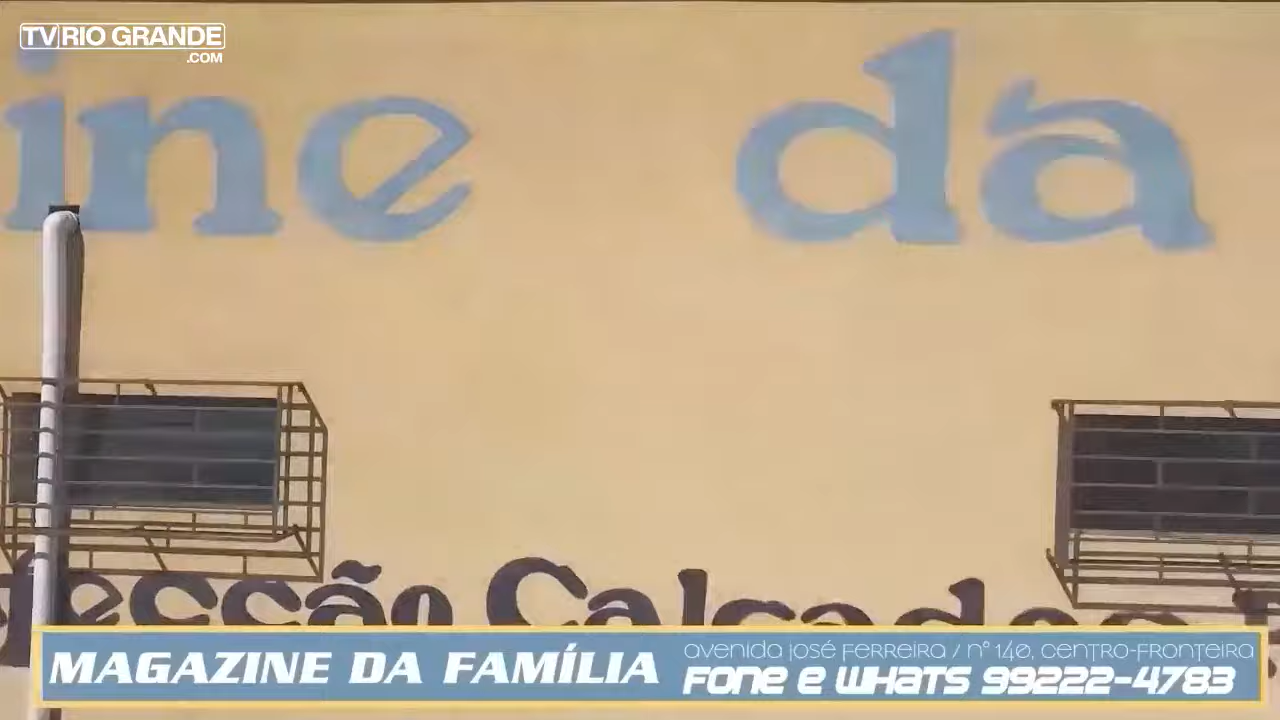 TV RIO GRANDE
.COM
ine da
fecção Calçados
MAGAZINE DA FAMÍLIA
avenida José Ferreira / nº 140, Centro-Fronteira
Fone e Whats 99222-4783